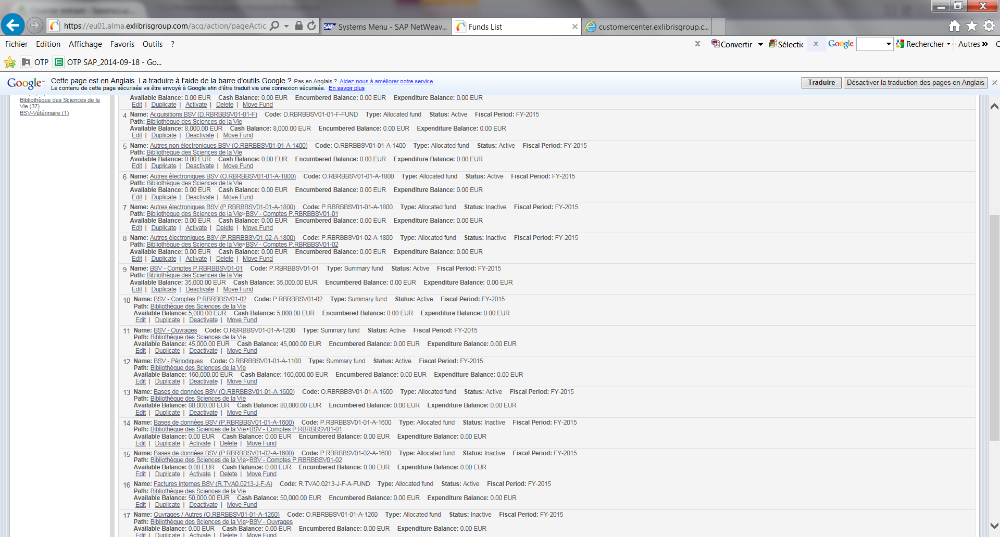 https://eu01.alma.exlibrisgroup.com/acq/action/pageActic
SAP Systems Menu - SAP NetWeav...
Funds List
customercenter.exlibrisgroup.c...
Fichier Edition Affichage Favoris Outils ?
x Convertir Sélectic x Google Rechercher Autres »
OTP OTP SAP_2014-09-18 - Go...
Google™ Cette page est en Anglais. La traduire à l'aide de la barre d'outils Google ? Pas en Anglais ? Aidez-nous à améliorer notre service.
Le contenu de cette page sécurisée va être envoyé à Google afin d'être traduit via une connexion sécurisée. En savoir plus
Traduire Désactiver la traduction des pages en Anglais
Bibliothèque des Sciences de la
Vie (37)
BSV-Vétérinaire (1)
Available Balance: 0.00 EUR Cash Balance: 0.00 EUR Encumbered Balance: 0.00 EUR Expenditure Balance: 0.00 EUR
Edit | Duplicate | Activate | Delete | Move Fund
4 Name: Acquisitions BSV (D.RBRBBSV01-01-F) Code: D.RBRBBSV01-01-F-FUND Type: Allocated fund Status: Active Fiscal Period: FY-2015
Path: Bibliothèque des Sciences de la Vie
Available Balance: 8,000.00 EUR Cash Balance: 8,000.00 EUR Encumbered Balance: 0.00 EUR Expenditure Balance: 0.00 EUR
Edit | Duplicate | Deactivate | Move Fund
5 Name: Autres non électroniques BSV (O.RBRBBSV01-01-A-1400) Code: O.RBRBBSV01-01-A-1400 Type: Allocated fund Status: Active Fiscal Period: FY-2015
Path: Bibliothèque des Sciences de la Vie
Available Balance: 0.00 EUR Cash Balance: 0.00 EUR Encumbered Balance: 0.00 EUR Expenditure Balance: 0.00 EUR
Edit | Duplicate | Deactivate | Move Fund
6 Name: Autres électroniques BSV (O.RBRBBSV01-01-A-1800) Code: O.RBRBBSV01-01-A-1800 Type: Allocated fund Status: Active Fiscal Period: FY-2015
Path: Bibliothèque des Sciences de la Vie
Available Balance: 0.00 EUR Cash Balance: 0.00 EUR Encumbered Balance: 0.00 EUR Expenditure Balance: 0.00 EUR
Edit | Duplicate | Deactivate | Move Fund
7 Name: Autres électroniques BSV (P.RBRBBSV01-01-A-1800) Code: P.RBRBBSV01-01-A-1800 Type: Allocated fund Status: Inactive Fiscal Period: FY-2015
Path: Bibliothèque des Sciences de la Vie>BSV - Comptes P.RBRBBSV01-01
Available Balance: 0.00 EUR Cash Balance: 0.00 EUR Encumbered Balance: 0.00 EUR Expenditure Balance: 0.00 EUR
Edit | Duplicate | Activate | Delete | Move Fund
8 Name: Autres électroniques BSV (P.RBRBBSV01-02-A-1800) Code: P.RBRBBSV01-02-A-1800 Type: Allocated fund Status: Inactive Fiscal Period: FY-2015
Path: Bibliothèque des Sciences de la Vie>BSV - Comptes P.RBRBBSV01-02
Available Balance: 0.00 EUR Cash Balance: 0.00 EUR Encumbered Balance: 0.00 EUR Expenditure Balance: 0.00 EUR
Edit | Duplicate | Activate | Delete | Move Fund
9 Name: BSV - Comptes P.RBRBBSV01-01 Code: P.RBRBBSV01-01 Type: Summary fund Status: Active Fiscal Period: FY-2015
Path: Bibliothèque des Sciences de la Vie
Available Balance: 35,000.00 EUR Cash Balance: 35,000.00 EUR Encumbered Balance: 0.00 EUR Expenditure Balance: 0.00 EUR
Edit | Duplicate | Deactivate | Move Fund
10 Name: BSV - Comptes P.RBRBBSV01-02 Code: P.RBRBBSV01-02 Type: Summary fund Status: Active Fiscal Period: FY-2015
Path: Bibliothèque des Sciences de la Vie
Available Balance: 5,000.00 EUR Cash Balance: 5,000.00 EUR Encumbered Balance: 0.00 EUR Expenditure Balance: 0.00 EUR
Edit | Duplicate | Deactivate | Move Fund
11 Name: BSV - Ouvrages Code: O.RBRBBSV01-01-A-1200 Type: Summary fund Status: Active Fiscal Period: FY-2015
Path: Bibliothèque des Sciences de la Vie
Available Balance: 45,000.00 EUR Cash Balance: 45,000.00 EUR Encumbered Balance: 0.00 EUR Expenditure Balance: 0.00 EUR
Edit | Duplicate | Deactivate | Move Fund
12 Name: BSV - Périodiques Code: O.RBRBBSV01-01-A-1100 Type: Summary fund Status: Active Fiscal Period: FY-2015
Path: Bibliothèque des Sciences de la Vie
Available Balance: 160,000.00 EUR Cash Balance: 160,000.00 EUR Encumbered Balance: 0.00 EUR Expenditure Balance: 0.00 EUR
Edit | Duplicate | Deactivate | Move Fund
13 Name: Bases de données BSV (O.RBRBBSV01-01-A-1600) Code: O.RBRBBSV01-01-A-1600 Type: Allocated fund Status: Active Fiscal Period: FY-2015
Path: Bibliothèque des Sciences de la Vie
Available Balance: 80,000.00 EUR Cash Balance: 80,000.00 EUR Encumbered Balance: 0.00 EUR Expenditure Balance: 0.00 EUR
Edit | Duplicate | Deactivate | Move Fund
14 Name: Bases de données BSV (P.RBRBBSV01-01-A-1600) Code: P.RBRBBSV01-01-A-1600 Type: Allocated fund Status: Inactive Fiscal Period: FY-2015
Path: Bibliothèque des Sciences de la Vie>BSV - Comptes P.RBRBBSV01-01
Available Balance: 0.00 EUR Cash Balance: 0.00 EUR Encumbered Balance: 0.00 EUR Expenditure Balance: 0.00 EUR
Edit | Duplicate | Activate | Delete | Move Fund
15 Name: Bases de données BSV (P.RBRBBSV01-02-A-1600) Code: P.RBRBBSV01-02-A-1600 Type: Allocated fund Status: Inactive Fiscal Period: FY-2015
Path: Bibliothèque des Sciences de la Vie>BSV - Comptes P.RBRBBSV01-02
Available Balance: 0.00 EUR Cash Balance: 0.00 EUR Encumbered Balance: 0.00 EUR Expenditure Balance: 0.00 EUR
Edit | Duplicate | Activate | Delete | Move Fund
16 Name: Factures internes BSV (R.TVA0.0213-J-F-A) Code: R.TVA0.0213-J-F-A-FUND Type: Allocated fund Status: Active Fiscal Period: FY-2015
Path: Bibliothèque des Sciences de la Vie
Available Balance: 50,000.00 EUR Cash Balance: 50,000.00 EUR Encumbered Balance: 0.00 EUR Expenditure Balance: 0.00 EUR
Edit | Duplicate | Deactivate | Move Fund
17 Name: Ouvrages / Autres (O.RBRBBSV01-01-A-1260) Code: O.RBRBBSV01-01-A-1260 Type: Allocated fund Status: Inactive Fiscal Period: FY-2015
Path: Bibliothèque des Sciences de la Vie>BSV - Ouvrages
Available Balance: 0.00 EUR Cash Balance: 0.00 EUR Encumbered Balance: 0.00 EUR Expenditure Balance: 0.00 EUR
Edit | Duplicate | Activate | Delete | Move Fund